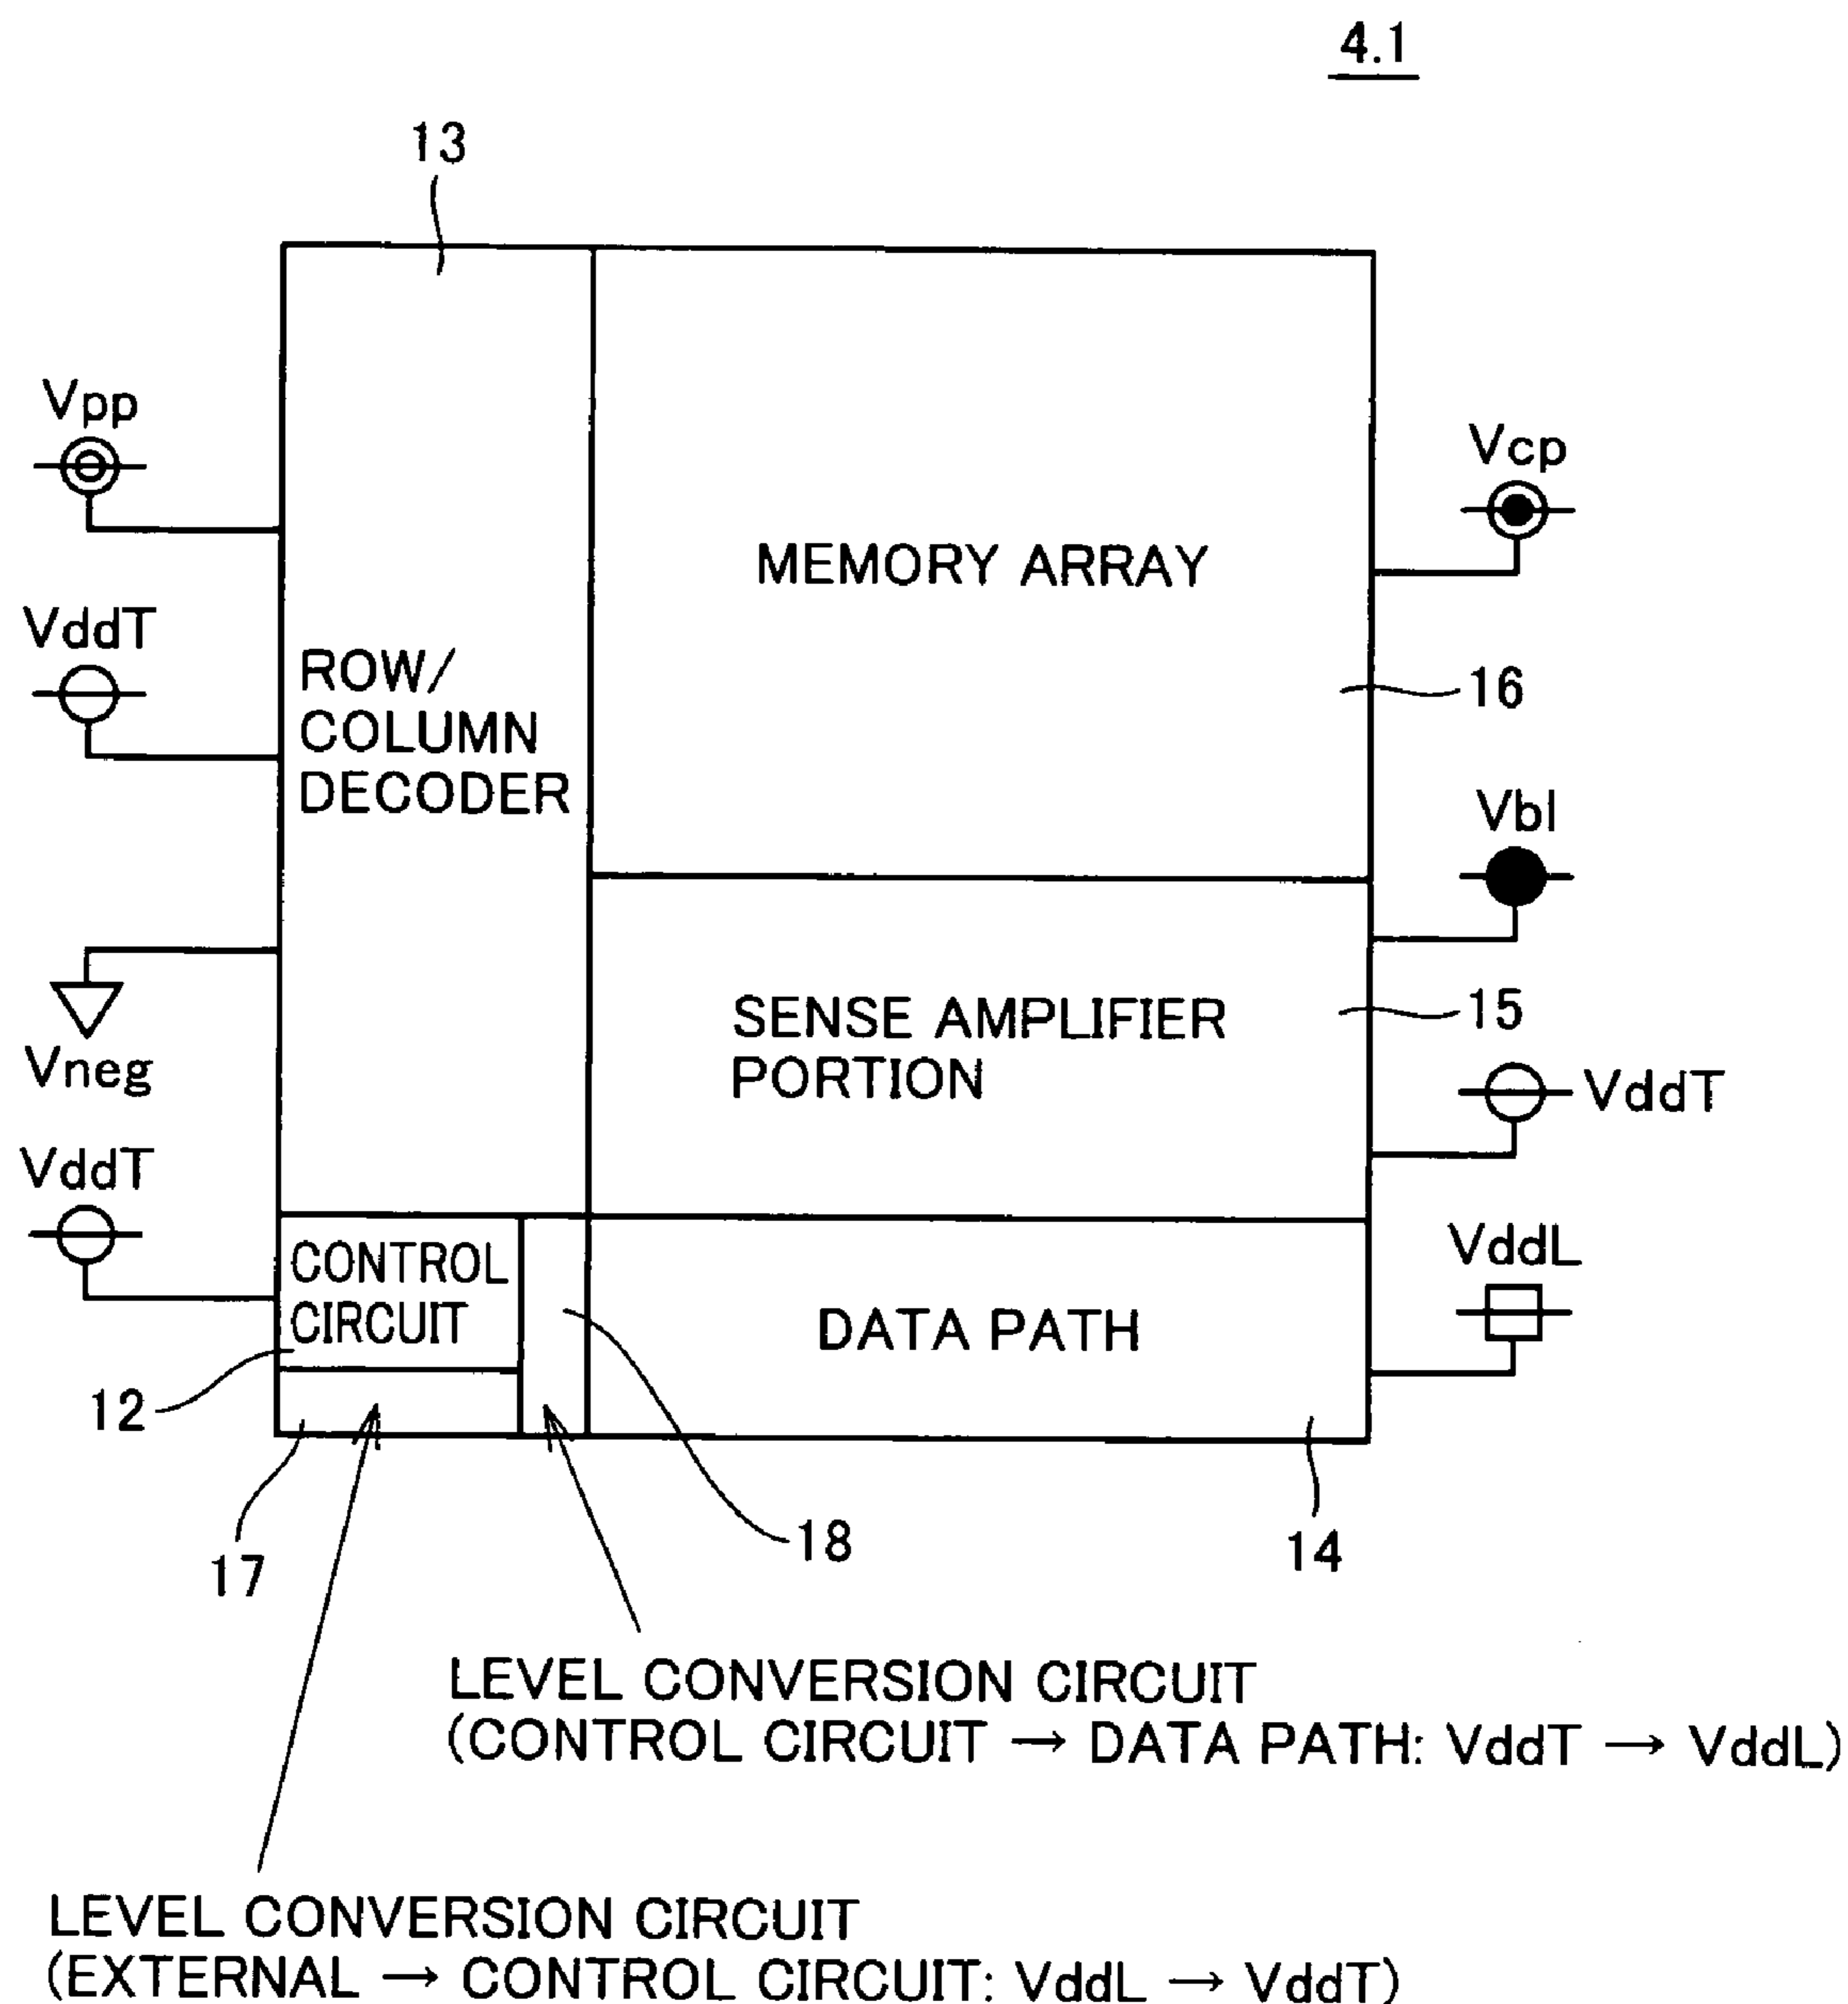 4.1
13
Vpp
Vcp
MEMORY ARRAY
VddT
ROW/
COLUMN
DECODER
16
Vbl
SENSE AMPLIFIER
PORTION
15
Vneg
VddT
VddT
CONTROL
CIRCUIT
VddL
DATA PATH
12
17
18
14
LEVEL CONVERSION CIRCUIT
(CONTROL CIRCUIT → DATA PATH: VddT → VddL)
LEVEL CONVERSION CIRCUIT
(EXTERNAL → CONTROL CIRCUIT: VddL → VddT)